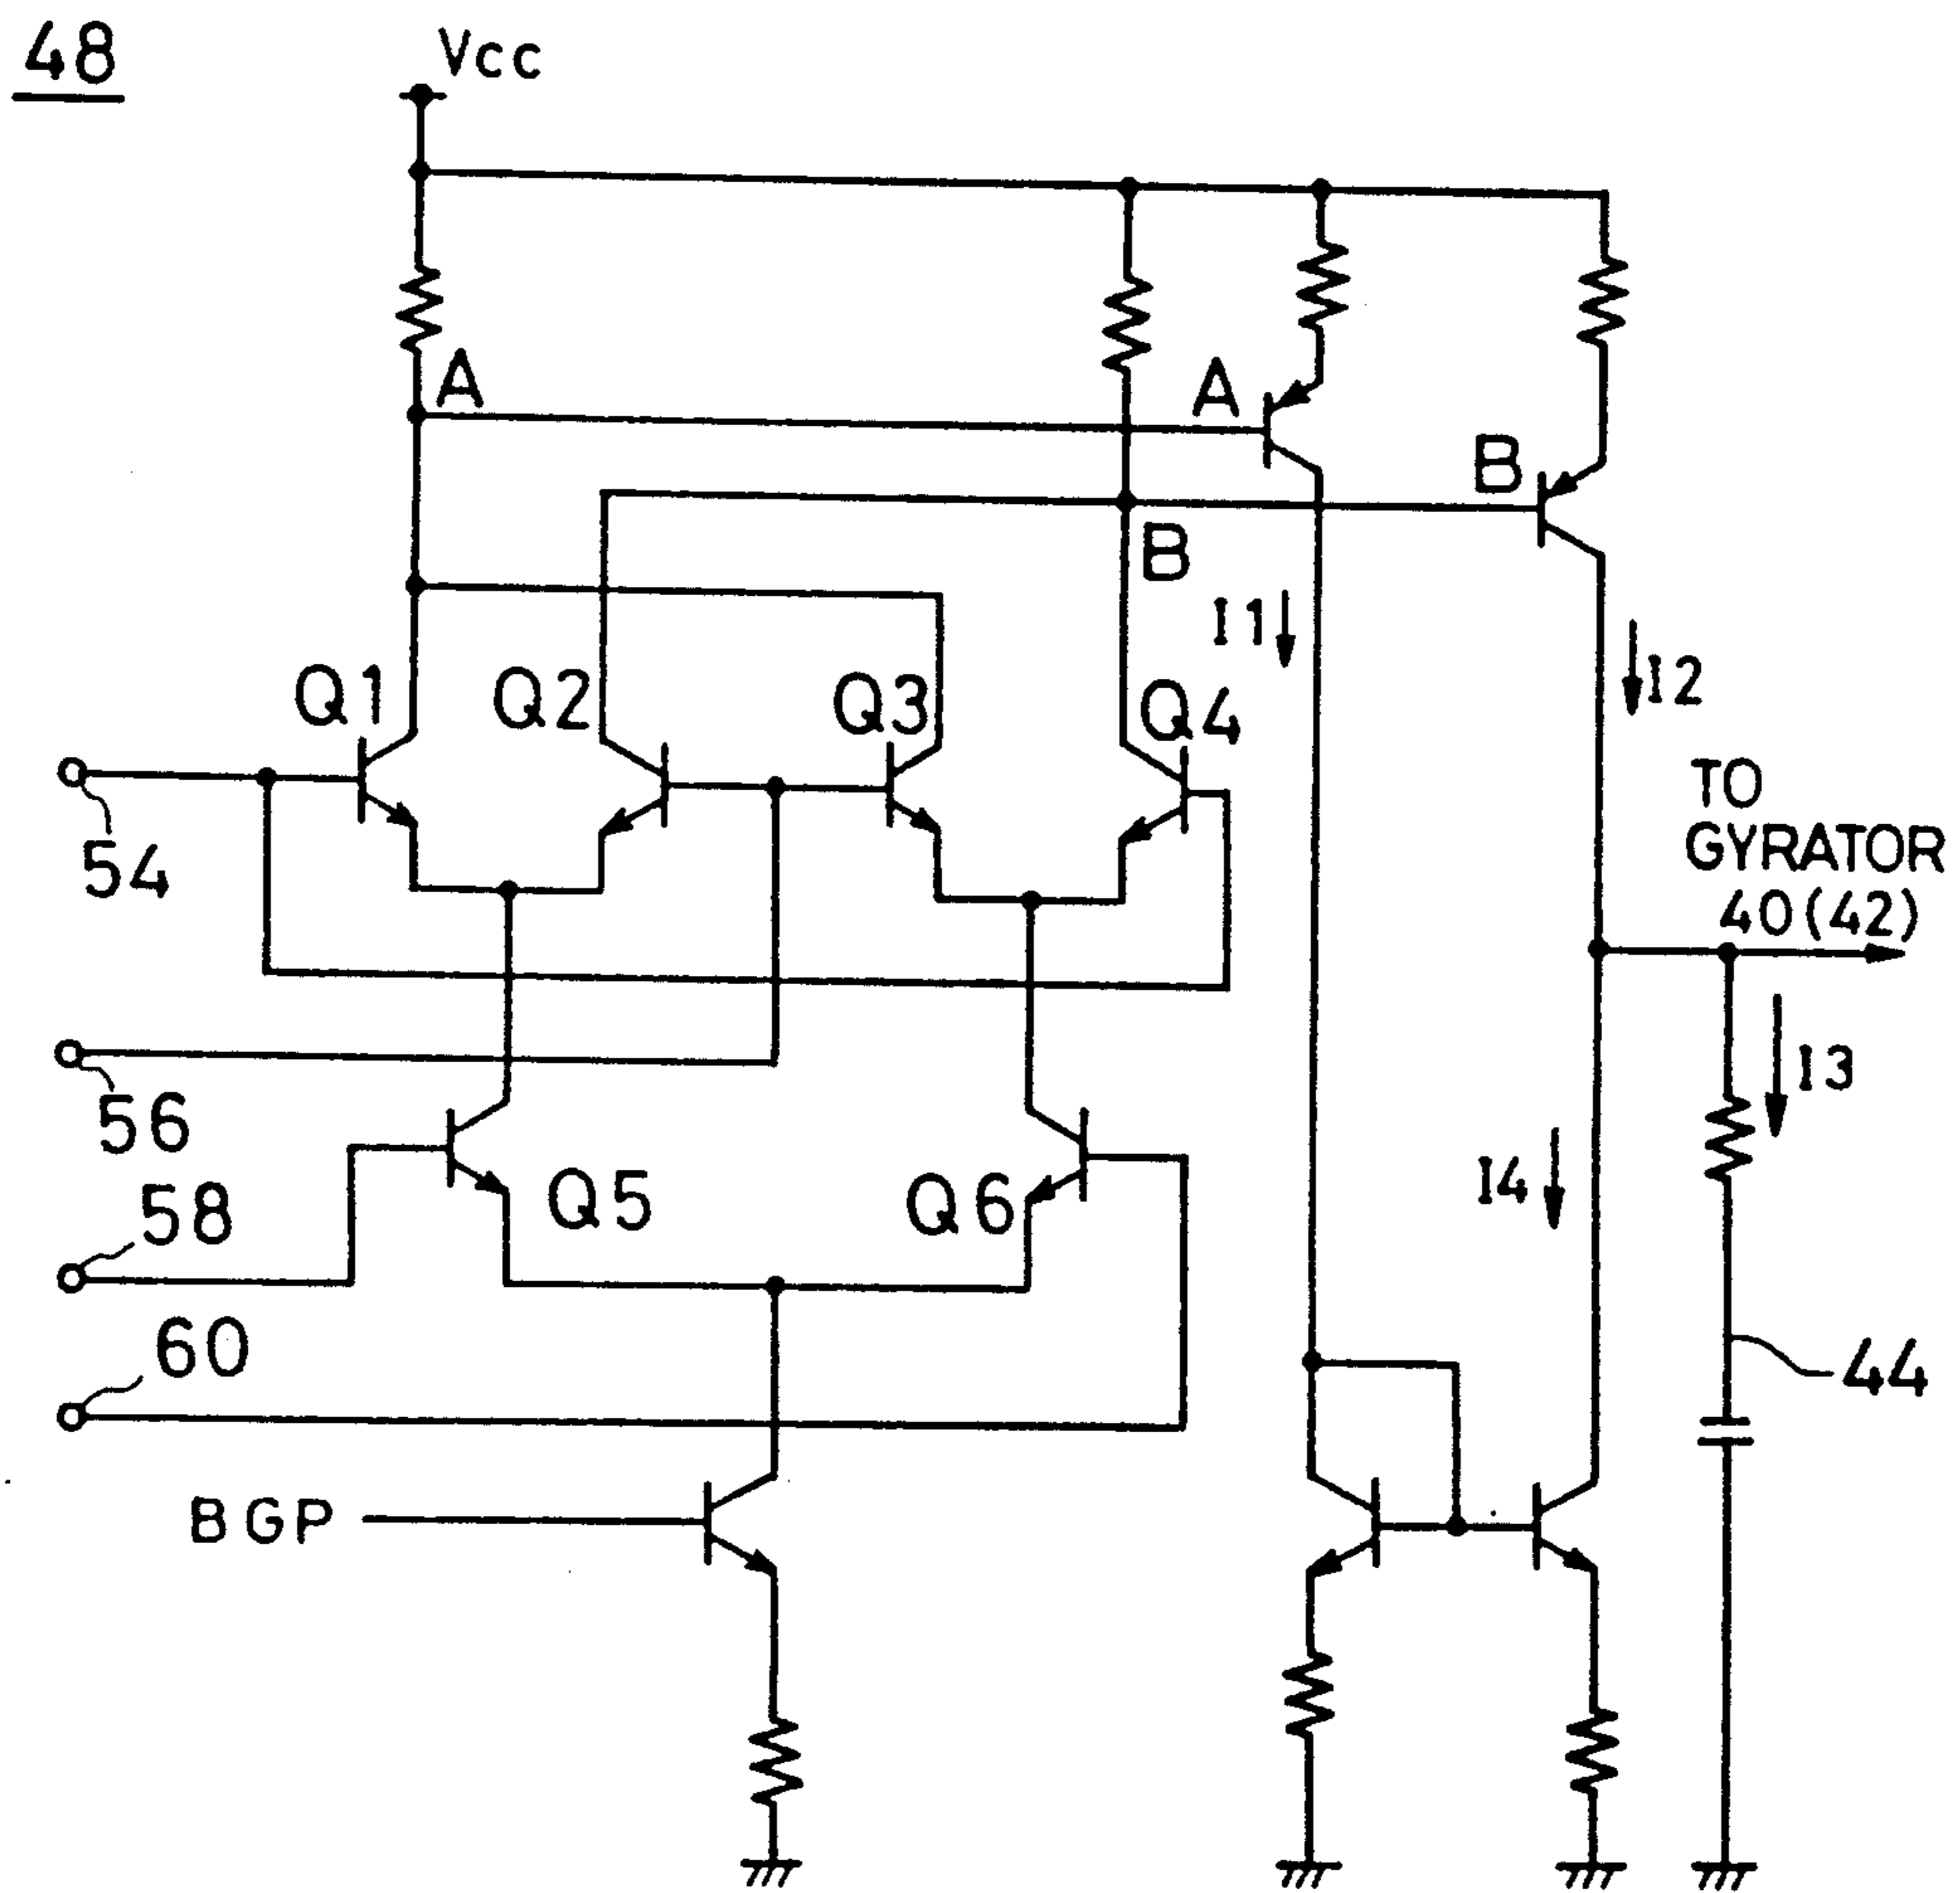 48
Vcc
A
A
B
B
I1
I2
Q1
Q2
Q3
Q4
TO
GYRATOR
40(42)
54
56
I3
I4
Q5
Q6
58
60
44
BGP